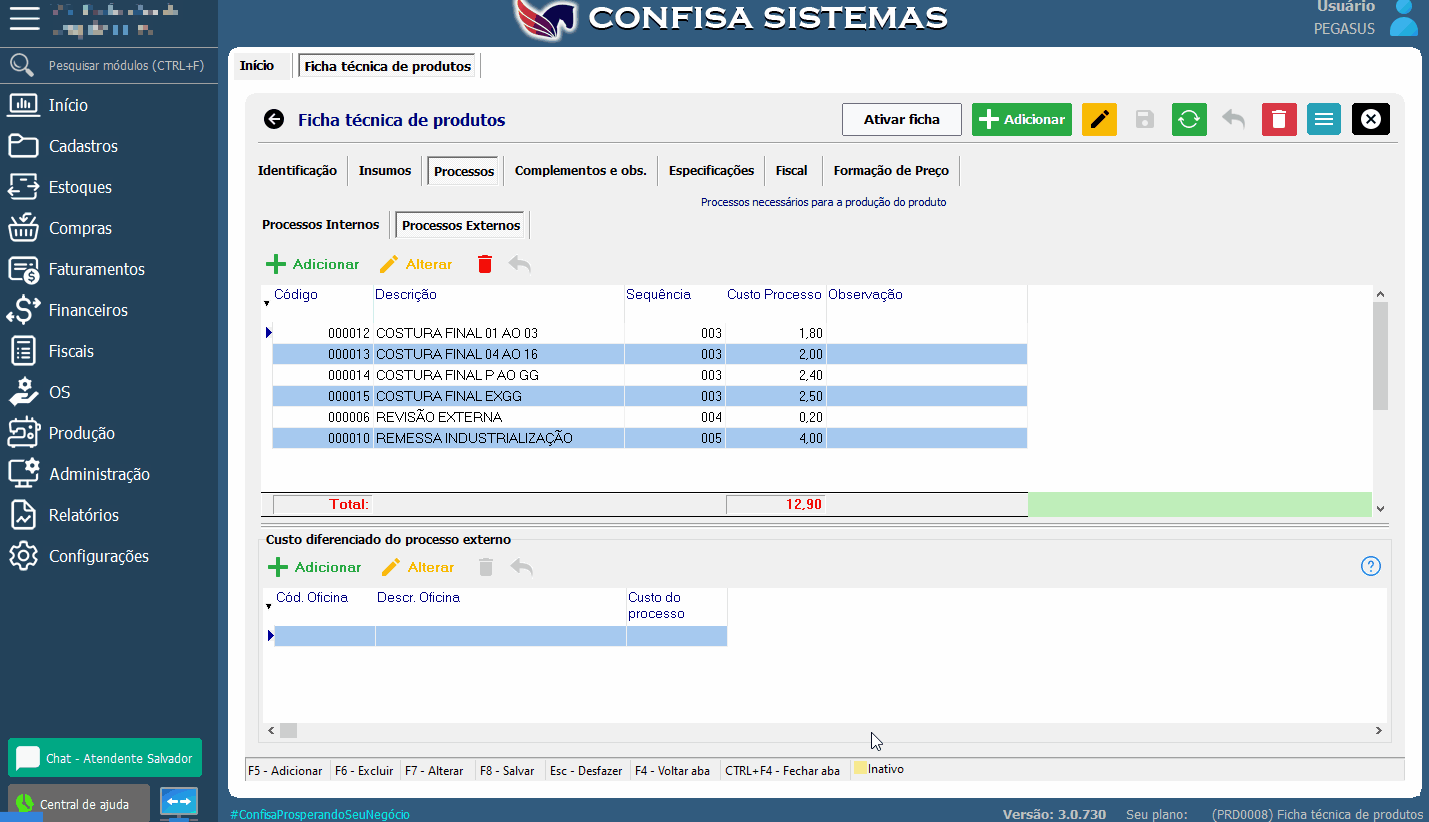 CONFISA SISTEMAS
Usuário
PEGASUS
Pesquisar módulos (CTRL+F)
Início
Cadastros
Estoques
Compras
Faturamentos
Financeiros
Fiscais
OS
Produção
Administração
Relatórios
Configurações
Chat - Atendente Salvador
Central de ajuda
Início Ficha técnica de produtos
Ficha técnica de produtos Ativar ficha Adicionar
Identificação Insumos Processos Complementos e obs. Especificações Fiscal Formação de Preço
Processos necessários para a produção do produto
Processos Internos Processos Externos
Adicionar Alterar
Código Descrição Sequência Custo Processo Observação
000012 COSTURA FINAL 01 AO 03 003 1,80
000013 COSTURA FINAL 04 AO 16 003 2,00
000014 COSTURA FINAL P AO GG 003 2,40
000015 COSTURA FINAL EXGG 003 2,50
000006 REVISÃO EXTERNA 004 0,20
000010 REMESSA INDUSTRIALIZAÇÃO 005 4,00
Total: 12,90
Custo diferenciado do processo externo
Adicionar Alterar
?
Cód. Oficina Descr. Oficina Custo do
processo
F5 - Adicionar F6 - Excluir F7 - Alterar F8 - Salvar Esc - Desfazer F4 - Voltar aba CTRL+F4 - Fechar aba Inativo
#ConfisaProsperandoSeuNegócio Versão: 3.0.730 Seu plano: (PRD0008) Ficha técnica de produtos